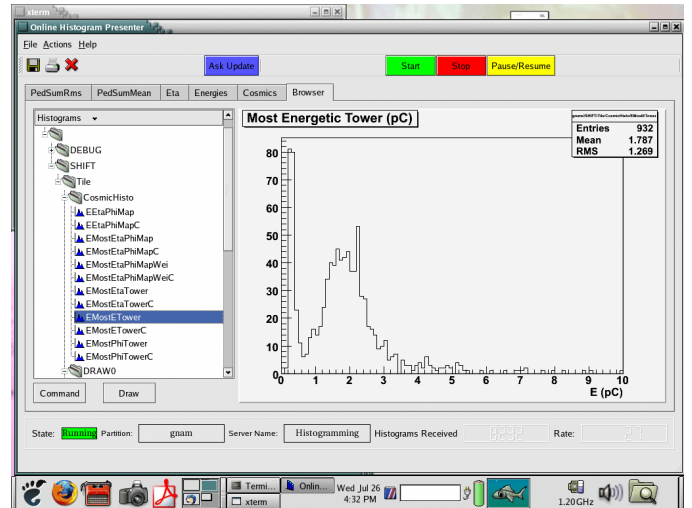 xterm
Online Histogram Presenter
File Actions Help
Ask Update Start Stop Pause/Resume
PedSumRms PedSumMean Eta Energies Cosmics Browser
Histograms
DEBUG
SHIFT
Tile
CosmicHisto
EEtaPhiMap
EEtaPhiMapC
EMostEtaPhiMap
EMostEtaPhiMapC
EMostEtaPhiMapWei
EMostEtaPhiMapWeiC
EMostEtaTower
EMostEtaTowerC
EMostETower
EMostETowerC
EMostPhiTower
EMostPhiTowerC
DRAW0
Command Draw
Most Energetic Tower (pC)
Entries 932
Mean 1.787
RMS 1.269
80
70
60
50
40
30
20
10
0
0 1 2 3 4 5 6 7 8 9 10
E (pC)
State: Running Partition: gnam Server Name: Histogramming Histograms Received Rate:
Termi... Onlin... Wed Jul 26
xterm 4:32 PM 1.20 GHz